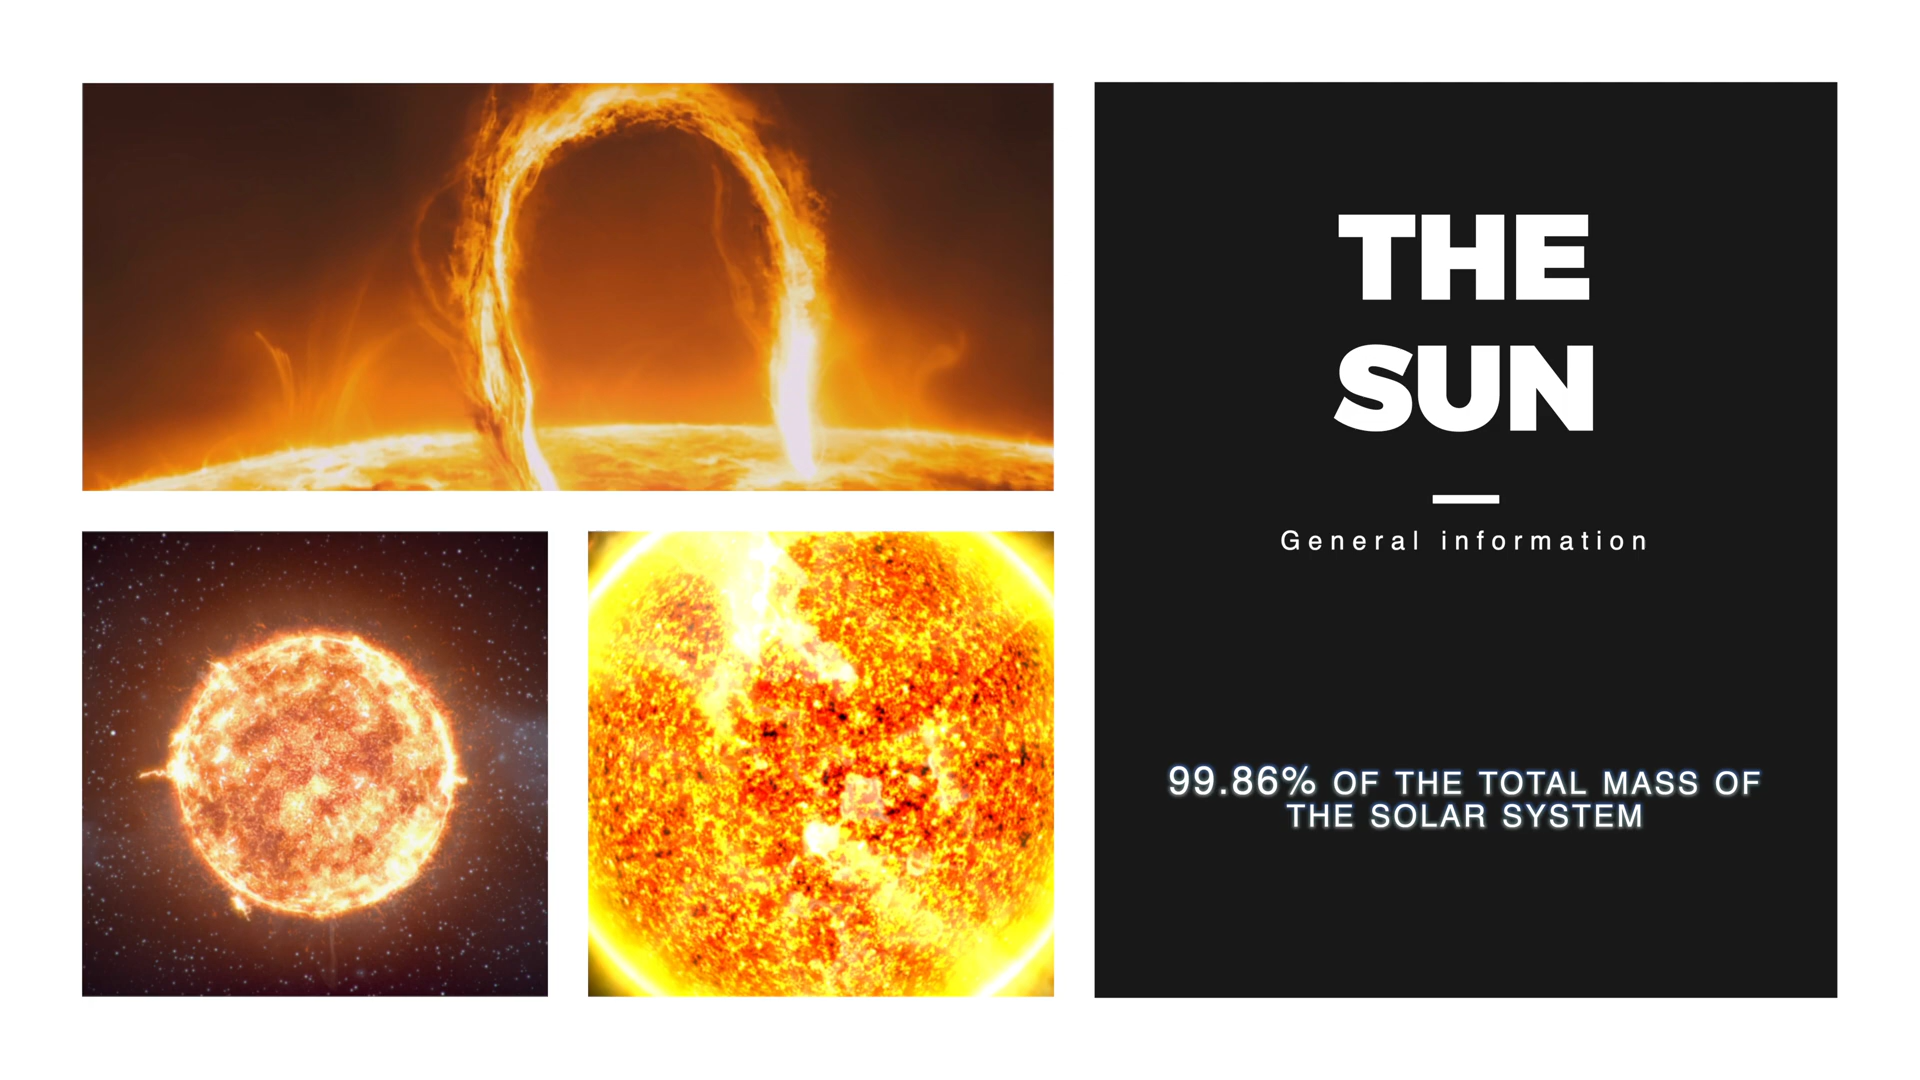 THE
SUN
General information
99.86% OF THE TOTAL MASS OF
THE SOLAR SYSTEM